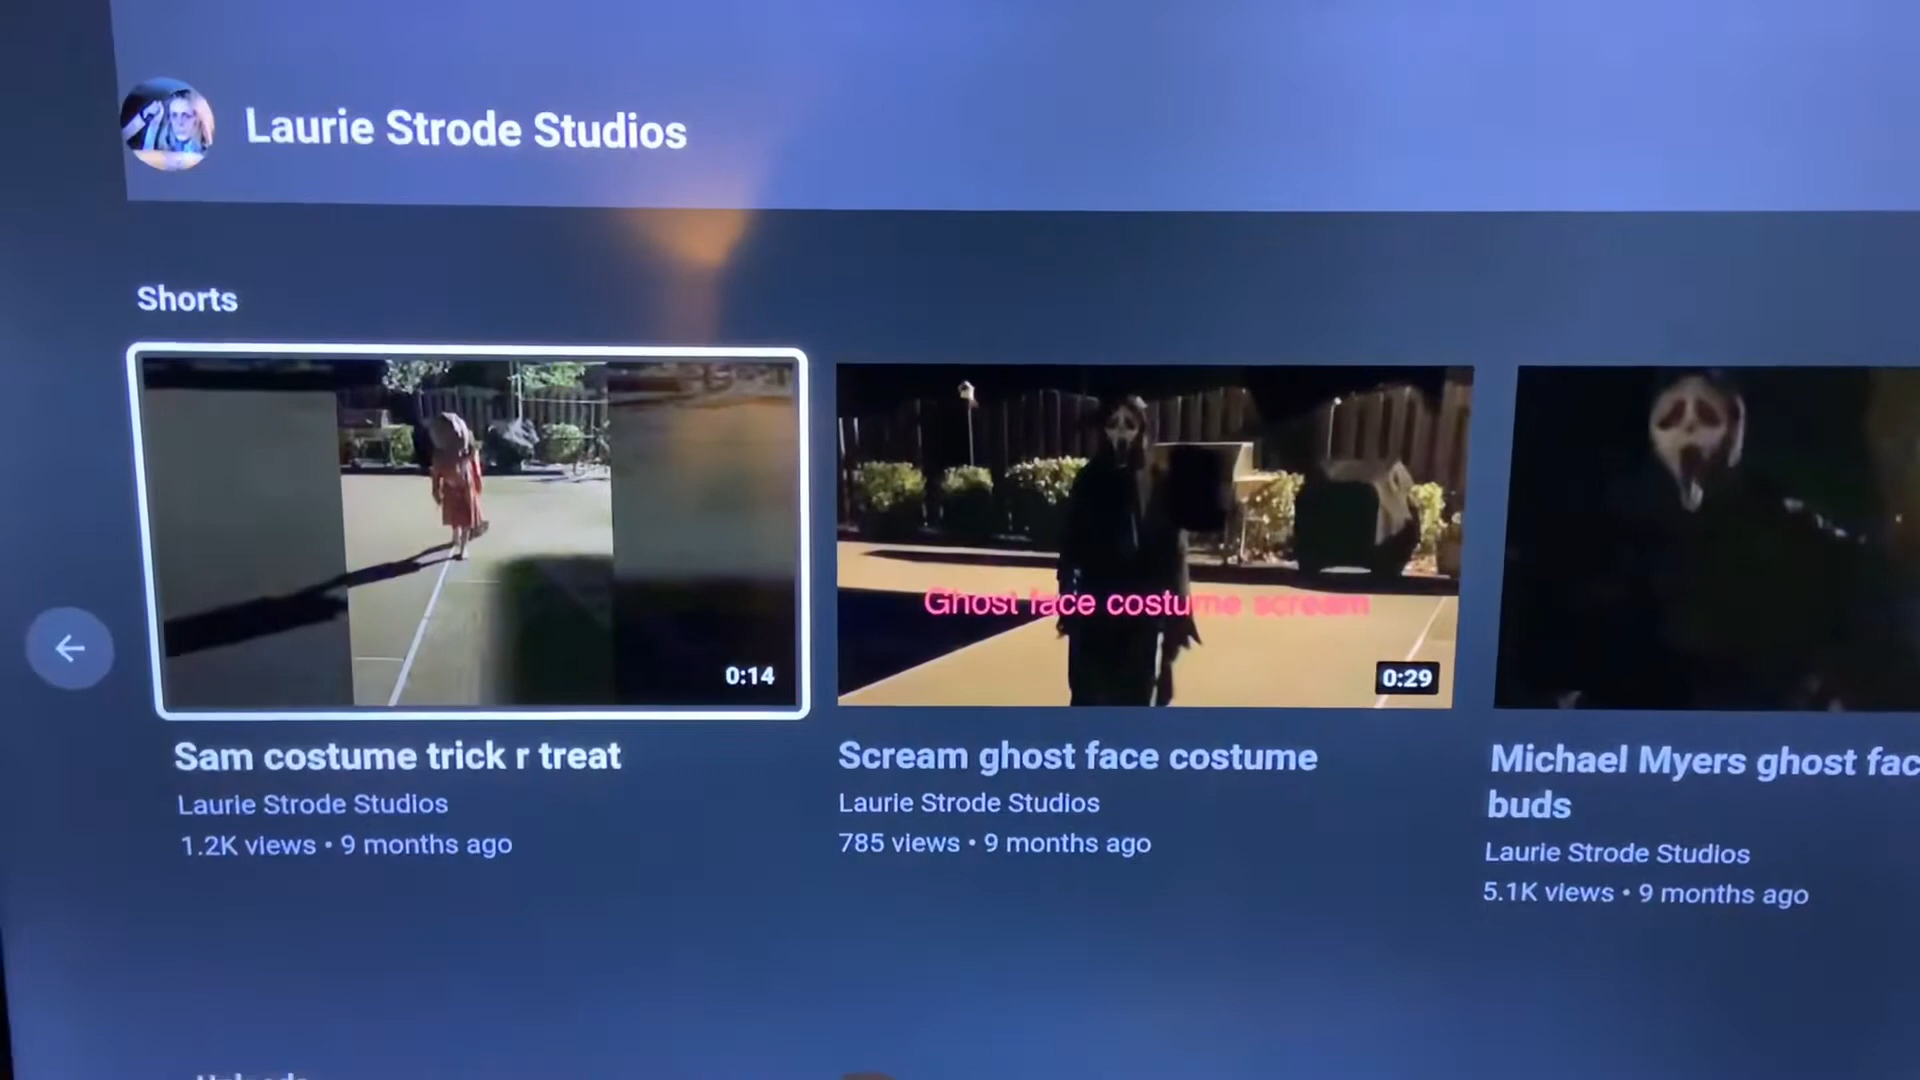 Laurie Strode Studios
Shorts
0:14
Ghost face costume scream
0:29
Sam costume trick r treat
Laurie Strode Studios
1.2K views • 9 months ago
Scream ghost face costume
Laurie Strode Studios
785 views • 9 months ago
Michael Myers ghost fac
buds
Laurie Strode Studios
5.1K views • 9 months ago